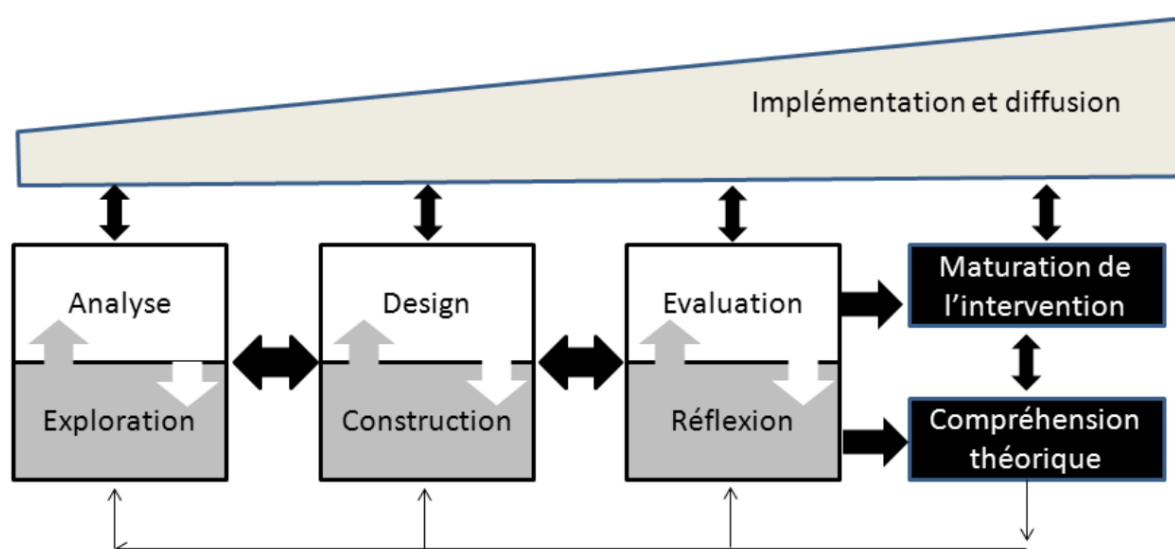 Implémentation et diffusion
Analyse
Design
Evaluation
Maturation de
l'intervention
Exploration
Construction
Réflexion
Compréhension
théorique